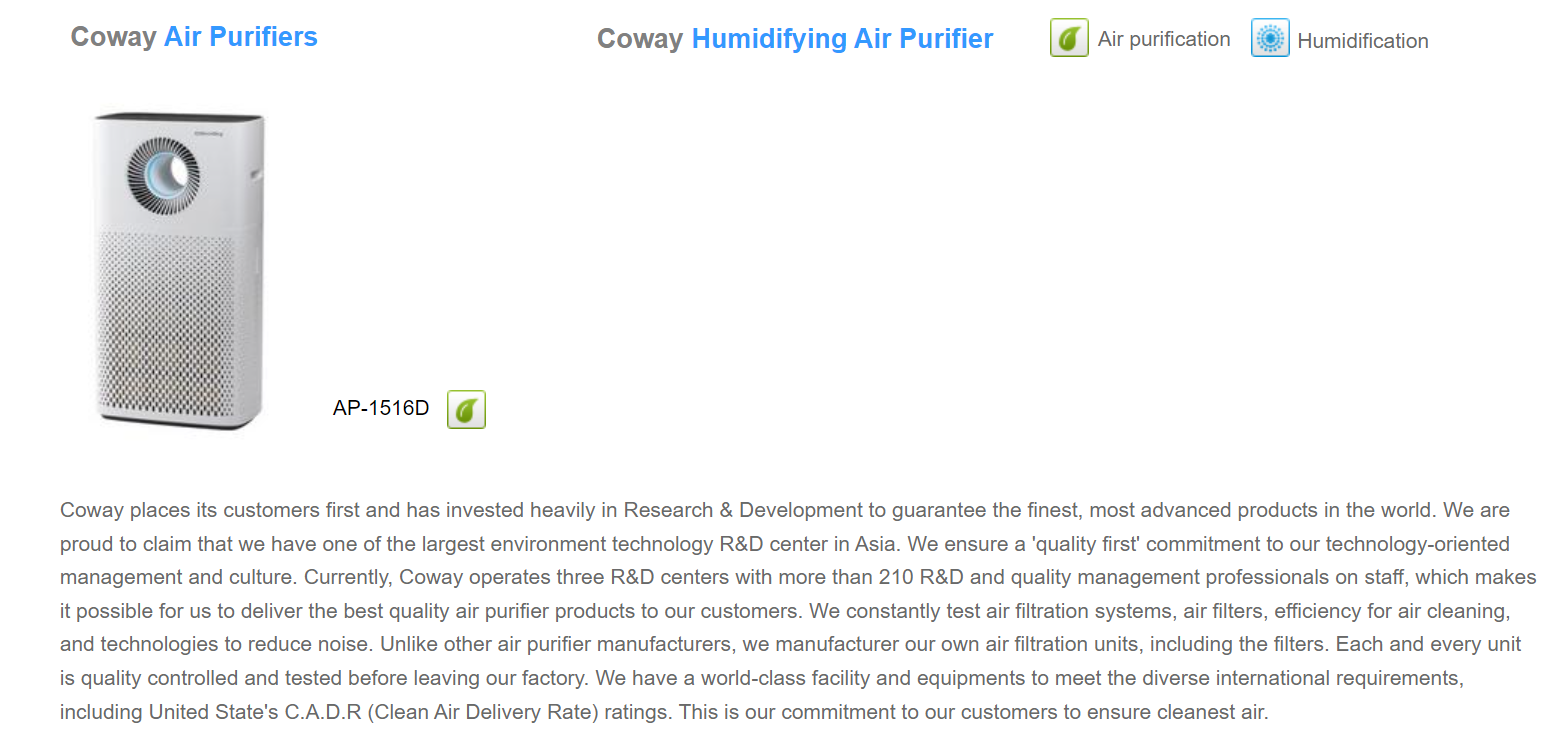 Coway Air Purifiers
Coway Humidifying Air Purifier
Air purification
Humidification
AP-1516D
Coway places its customers first and has invested heavily in Research & Development to guarantee the finest, most advanced products in the world. We are
proud to claim that we have one of the largest environment technology R&D center in Asia. We ensure a 'quality first' commitment to our technology-oriented
management and culture. Currently, Coway operates three R&D centers with more than 210 R&D and quality management professionals on staff, which makes
it possible for us to deliver the best quality air purifier products to our customers. We constantly test air filtration systems, air filters, efficiency for air cleaning,
and technologies to reduce noise. Unlike other air purifier manufacturers, we manufacturer our own air filtration units, including the filters. Each and every unit
is quality controlled and tested before leaving our factory. We have a world-class facility and equipments to meet the diverse international requirements,
including United State's C.A.D.R (Clean Air Delivery Rate) ratings. This is our commitment to our customers to ensure cleanest air.